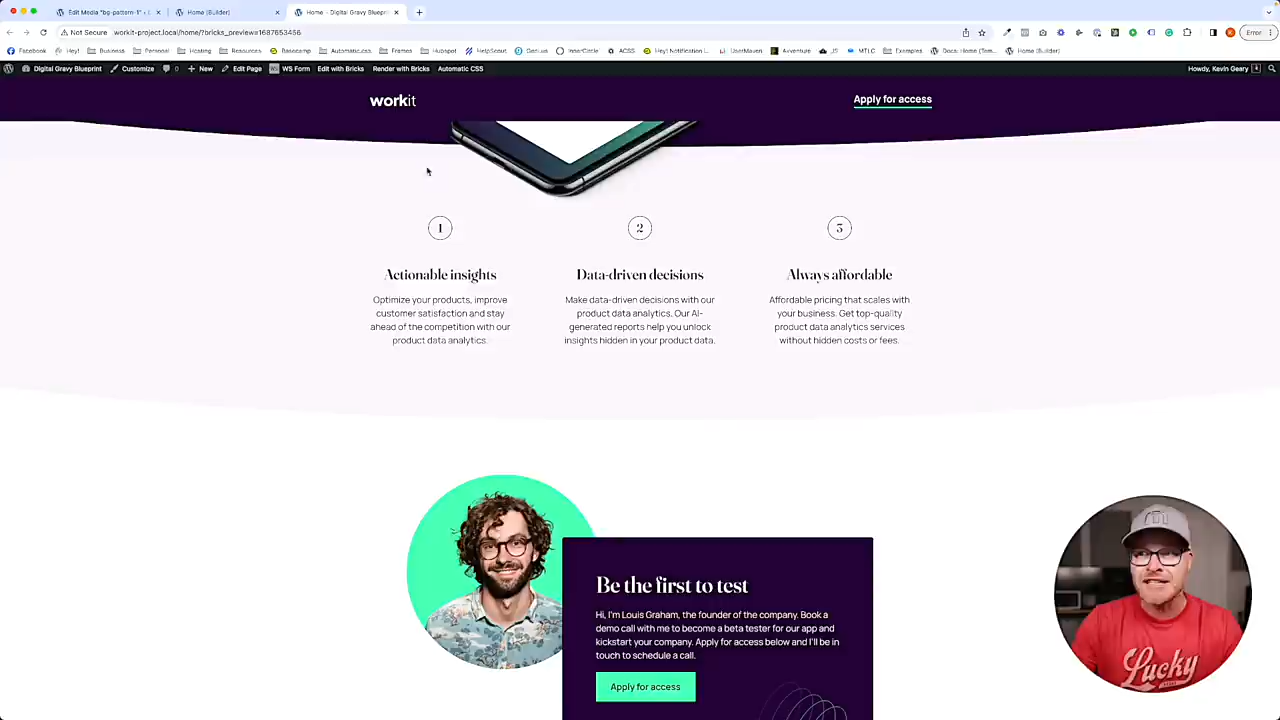 Edit Media "bg-pattern-1"
Home (Builder)
Home - Digital Gravy Blueprint
Not Secure
workit-project.local/home/?bricks_preview=1687653456
Error
Facebook
Hey!
Business
Personal
Hosting
Resources
Basecamp
Automatic.css
Frames
Hubspot
HelpScout
Dealus
InnerCircle
ACSS
Hey! Notification
UserMaven
Axventure
JS
MTLC
Examples
Docs: Home (Tem...
Home (Builder)
Digital Gravy Blueprint
Customize
0
New
Edit Page
WS Form
Edit with Bricks
Render with Bricks
Automatic CSS
Howdy, Kevin Geary
workit
Apply for access
1
2
3
Actionable insights
Data-driven decisions
Always affordable
Optimize your products, improve
customer satisfaction and stay
ahead of the competition with our
product data analytics.
Make data-driven decisions with our
product data analytics. Our AI-
generated reports help you unlock
insights hidden in your product data.
Affordable pricing that scales with
your business. Get top-quality
product data analytics services
without hidden costs or fees.
Be the first to test
Hi, I'm Louis Graham, the founder of the company. Book a
demo call with me to become a beta tester for our app and
kickstart your company. Apply for access below and I'll be in
touch to schedule a call.
Apply for access
Lucky